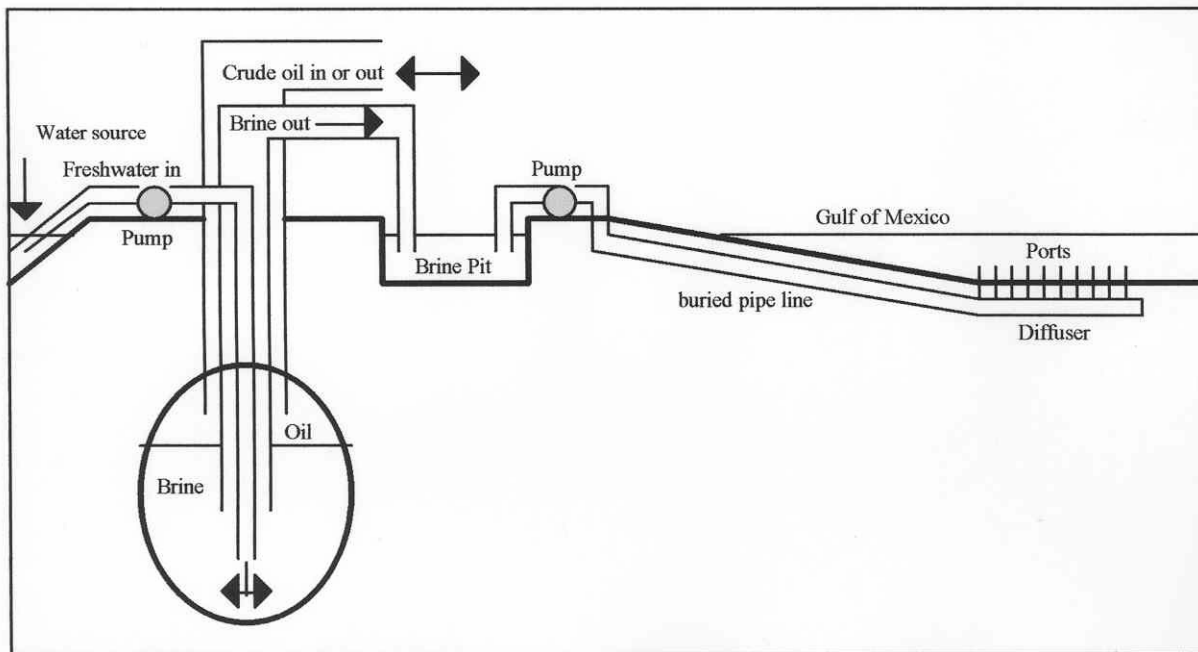 Crude oil in or out
Brine out
Water source
Freshwater in
Pump
Pump
Gulf of Mexico
Brine Pit
Ports
buried pipe line
Diffuser
Oil
Brine